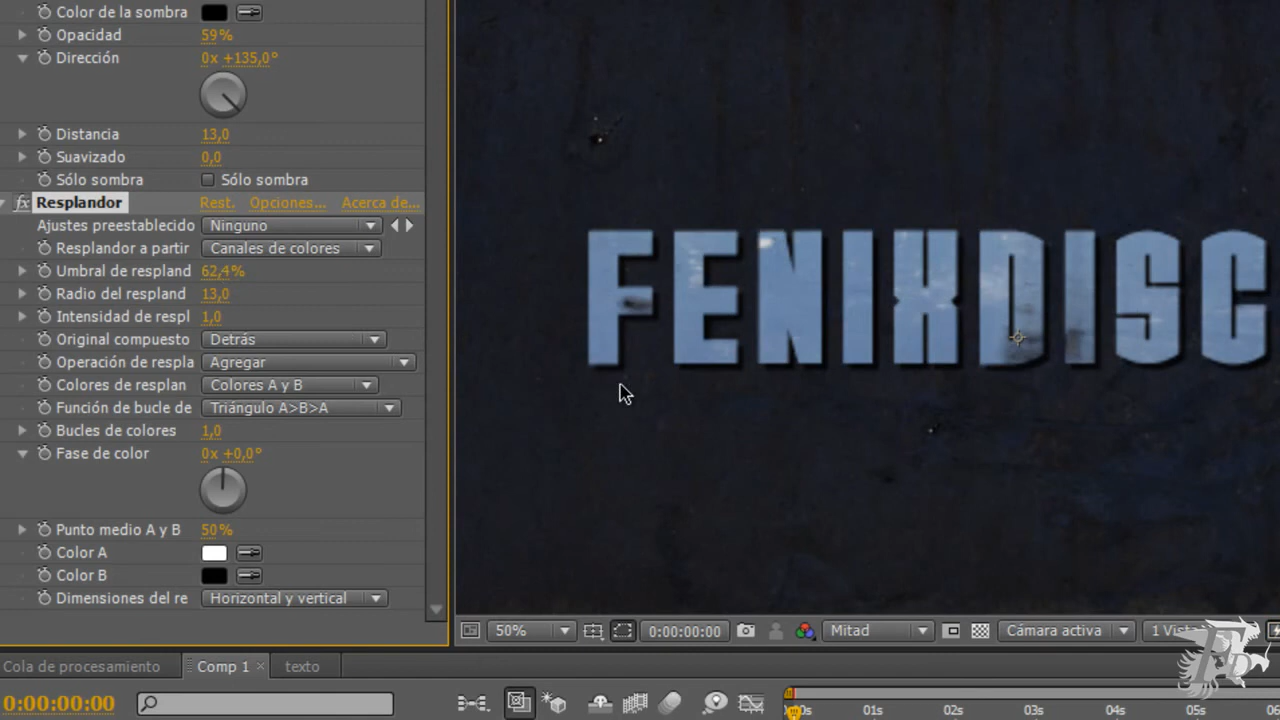 Color de la sombra
Opacidad 59%
Dirección 0x +135,0°
Distancia 13,0
Suavizado 0,0
Sólo sombra Sólo sombra
fx Resplandor Rest. Opciones... Acerca de...
Ajustes preestablecido Ninguno
Resplandor a partir Canales de colores
Umbral de respland 62,4%
Radio del respland 13,0
Intensidad de respl 1,0
Original compuesto Detrás
Operación de respla Agregar
Colores de resplan Colores A y B
Función de bucle de Triángulo A>B>A
Bucles de colores 1,0
Fase de color 0x +0,0°
Punto medio A y B 50%
Color A
Color B
Dimensiones del re Horizontal y vertical
FENIXDISC
50% 0:00:00:00 Mitad Cámara activa 1 Vista
Cola de procesamiento Comp 1 × texto
0:00:00:00
01s 02s 03s 04s 05s